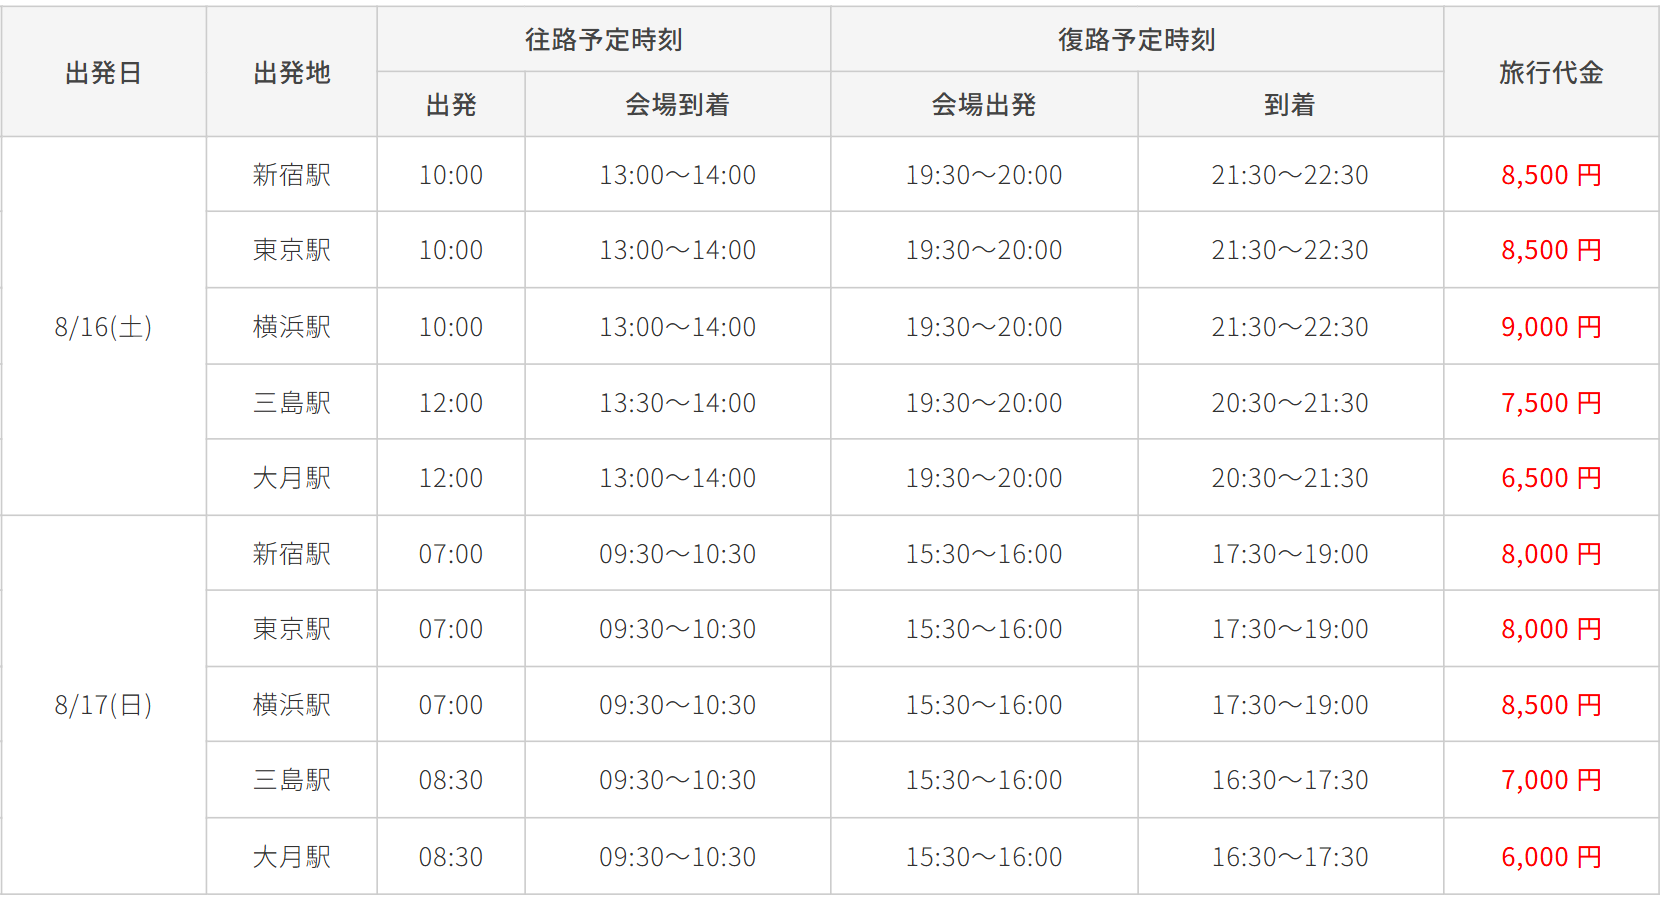 出発日 出発地 往路予定時刻 復路予定時刻 旅行代金
出発 会場到着 会場出発 到着
8/16(土)
新宿駅 10:00 13:00～14:00 19:30～20:00 21:30～22:30 8,500 円
東京駅 10:00 13:00～14:00 19:30～20:00 21:30～22:30 8,500 円
横浜駅 10:00 13:00～14:00 19:30～20:00 21:30～22:30 9,000 円
三島駅 12:00 13:30～14:00 19:30～20:00 20:30～21:30 7,500 円
大月駅 12:00 13:00～14:00 19:30～20:00 20:30～21:30 6,500 円
8/17(日)
新宿駅 07:00 09:30～10:30 15:30～16:00 17:30～19:00 8,000 円
東京駅 07:00 09:30～10:30 15:30～16:00 17:30～19:00 8,000 円
横浜駅 07:00 09:30～10:30 15:30～16:00 17:30～19:00 8,500 円
三島駅 08:30 09:30～10:30 15:30～16:00 16:30～17:30 7,000 円
大月駅 08:30 09:30～10:30 15:30～16:00 16:30～17:30 6,000 円